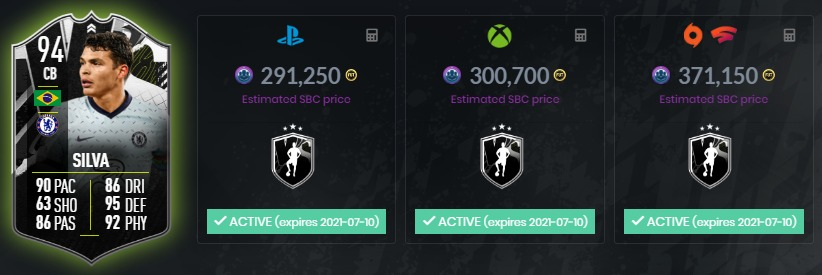 94
CB
SILVA
90 PAC 86 DRI
63 SHO 95 DEF
86 PAS 92 PHY
291,250
Estimated SBC price
ACTIVE (expires 2021-07-10)
300,700
Estimated SBC price
ACTIVE (expires 2021-07-10)
371,150
Estimated SBC price
ACTIVE (expires 2021-07-10)